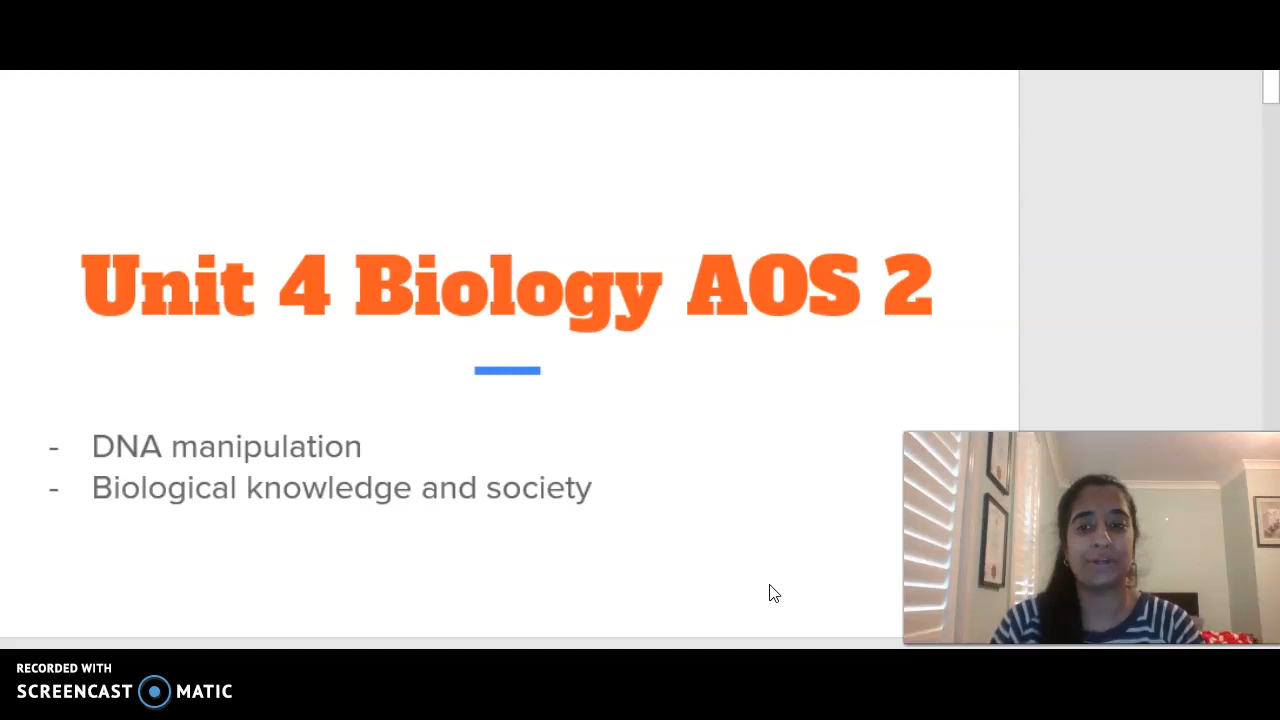 Unit 4 Biology AOS 2
- DNA manipulation
- Biological knowledge and society
RECORDED WITH
SCREENCAST MATIC